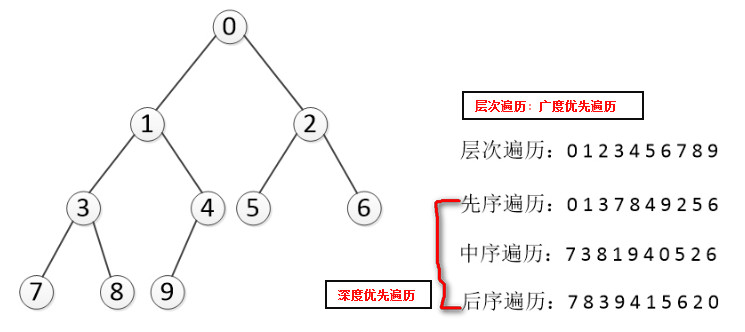 0
1
2
3
4
5
6
7
8
9
层次遍历：广度优先遍历
层次遍历：0 1 2 3 4 5 6 7 8 9
先序遍历：0 1 3 7 8 4 9 2 5 6
中序遍历：7 3 8 1 9 4 0 5 2 6
深度优先遍历
后序遍历：7 8 3 9 4 1 5 6 2 0